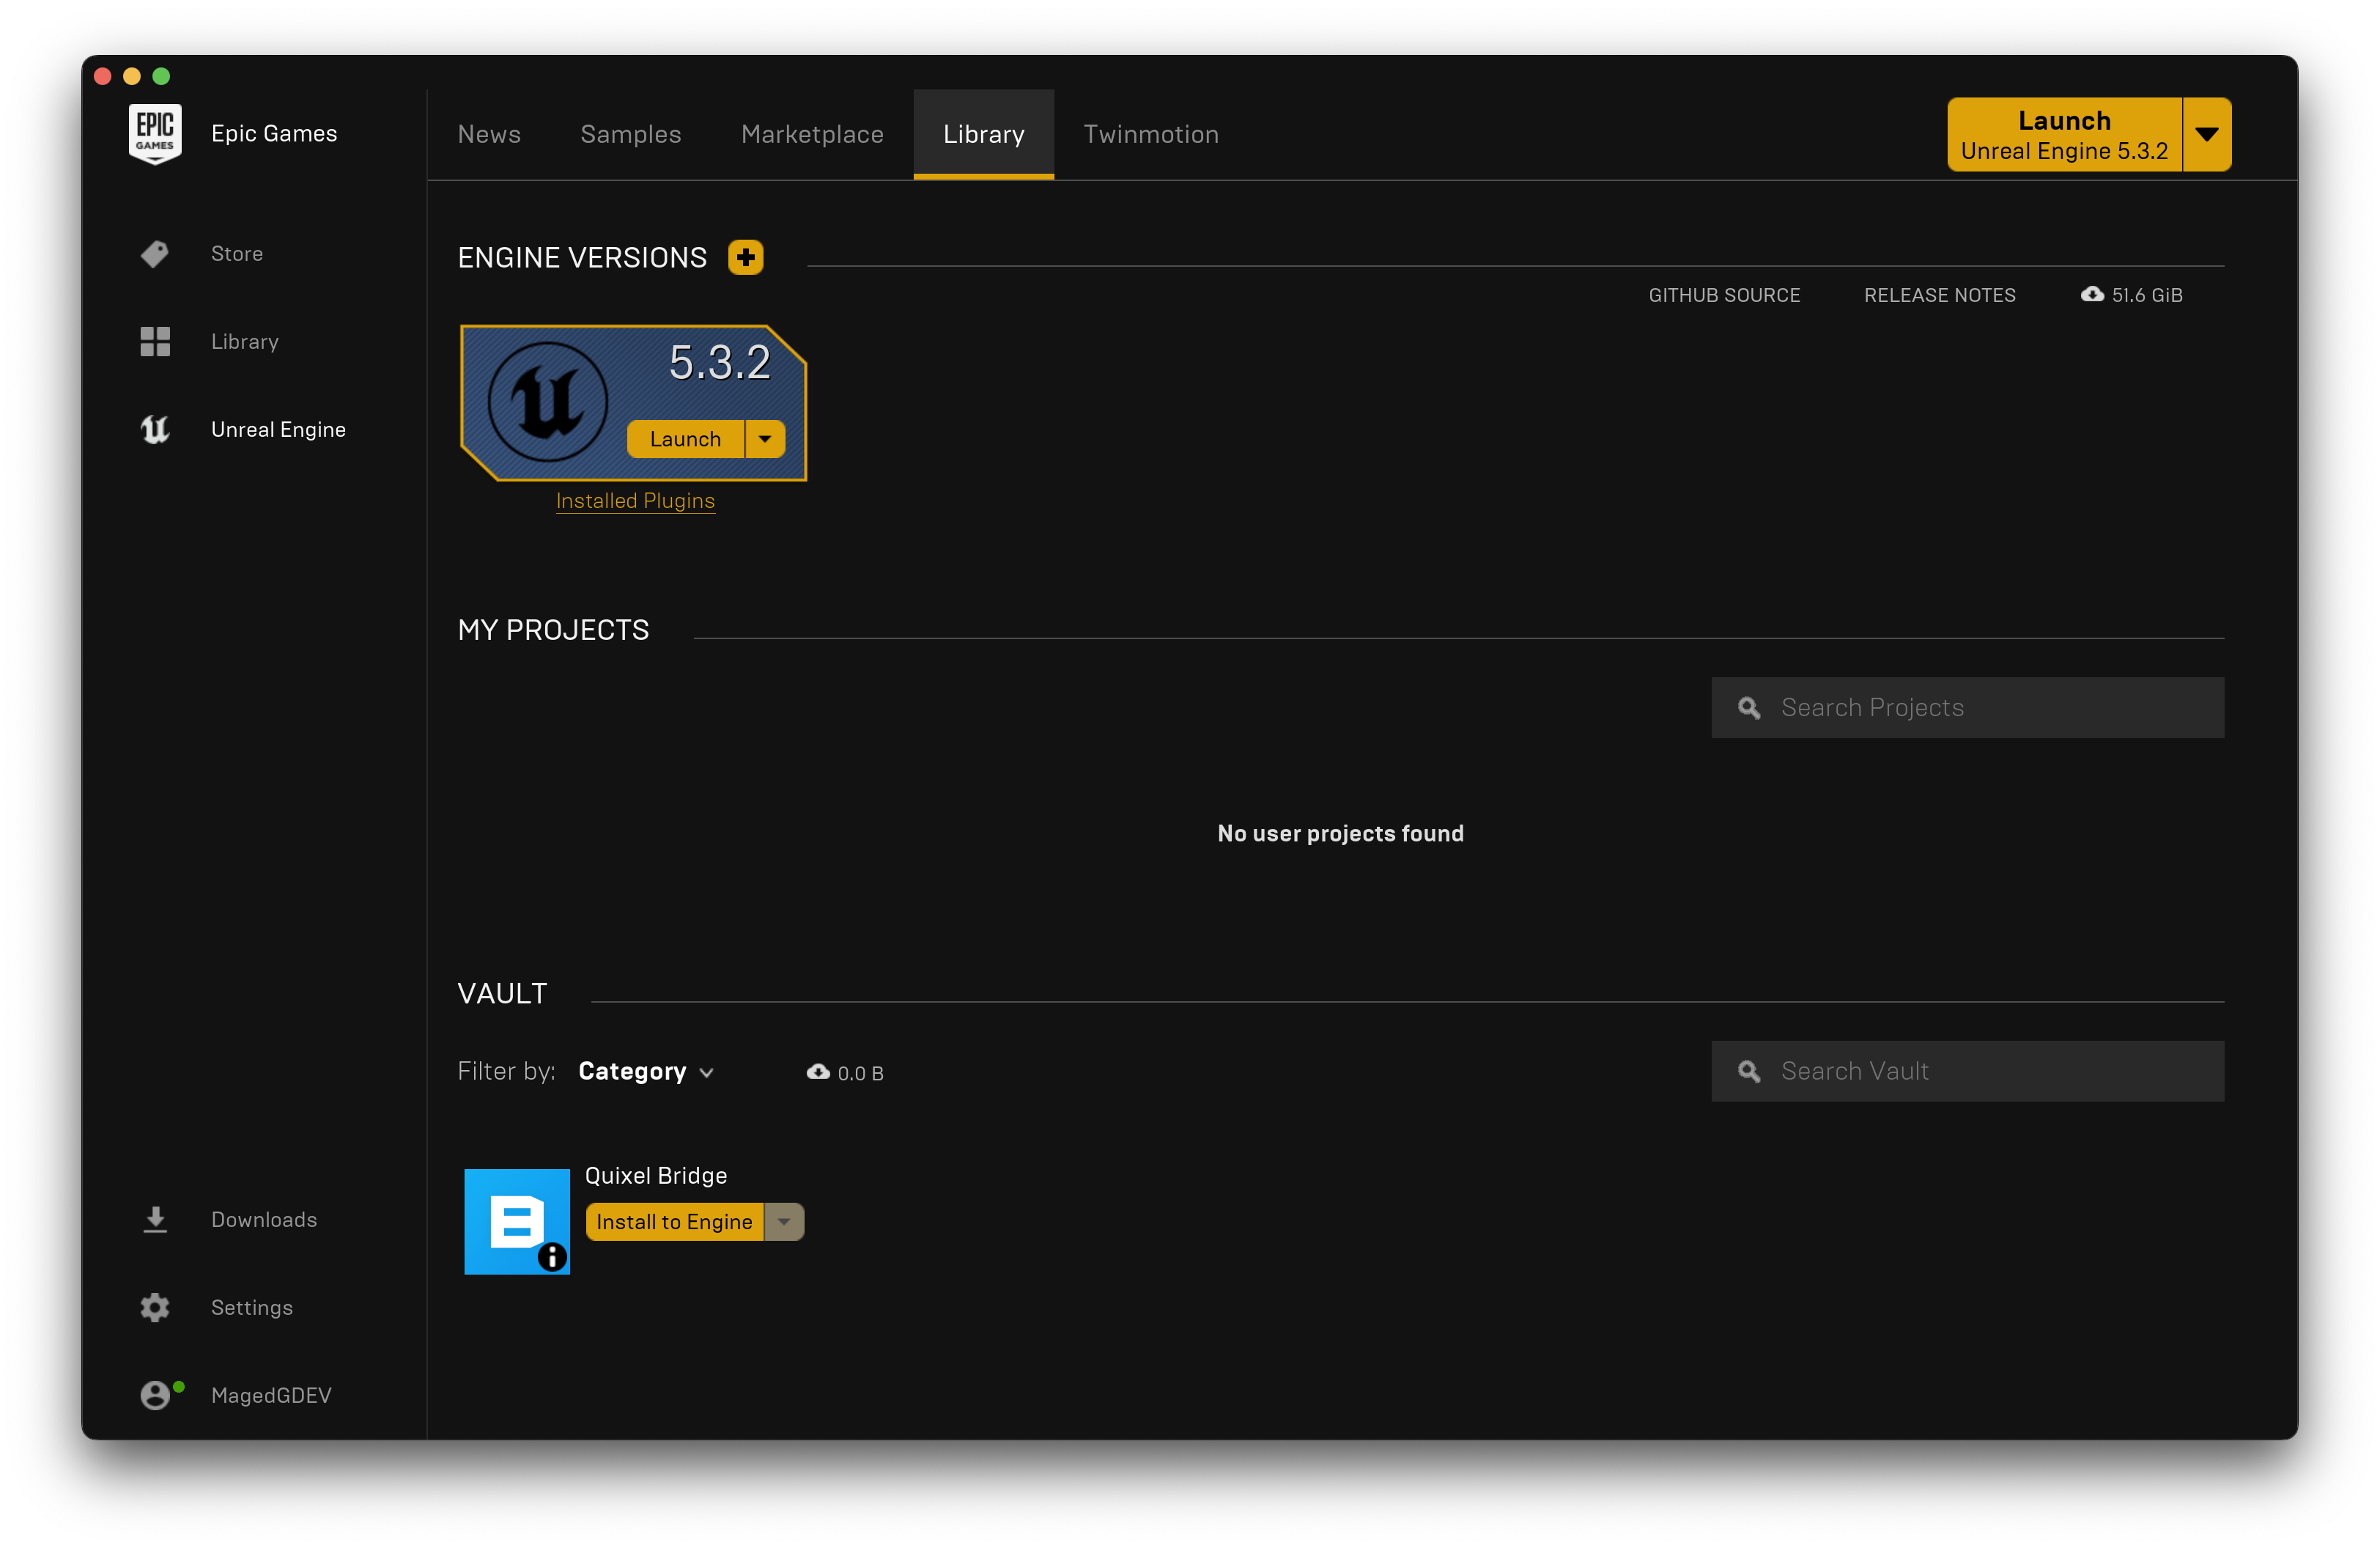 EPIC
GAMES
Epic Games
News
Samples
Marketplace
Library
Twinmotion
Launch
Unreal Engine 5.3.2
Store
Library
Unreal Engine
ENGINE VERSIONS
GITHUB SOURCE
RELEASE NOTES
51.6 GiB
5.3.2
Launch
Installed Plugins
MY PROJECTS
Search Projects
No user projects found
VAULT
Filter by: Category
0.0 B
Search Vault
Quixel Bridge
Install to Engine
Downloads
Settings
MagedGDEV